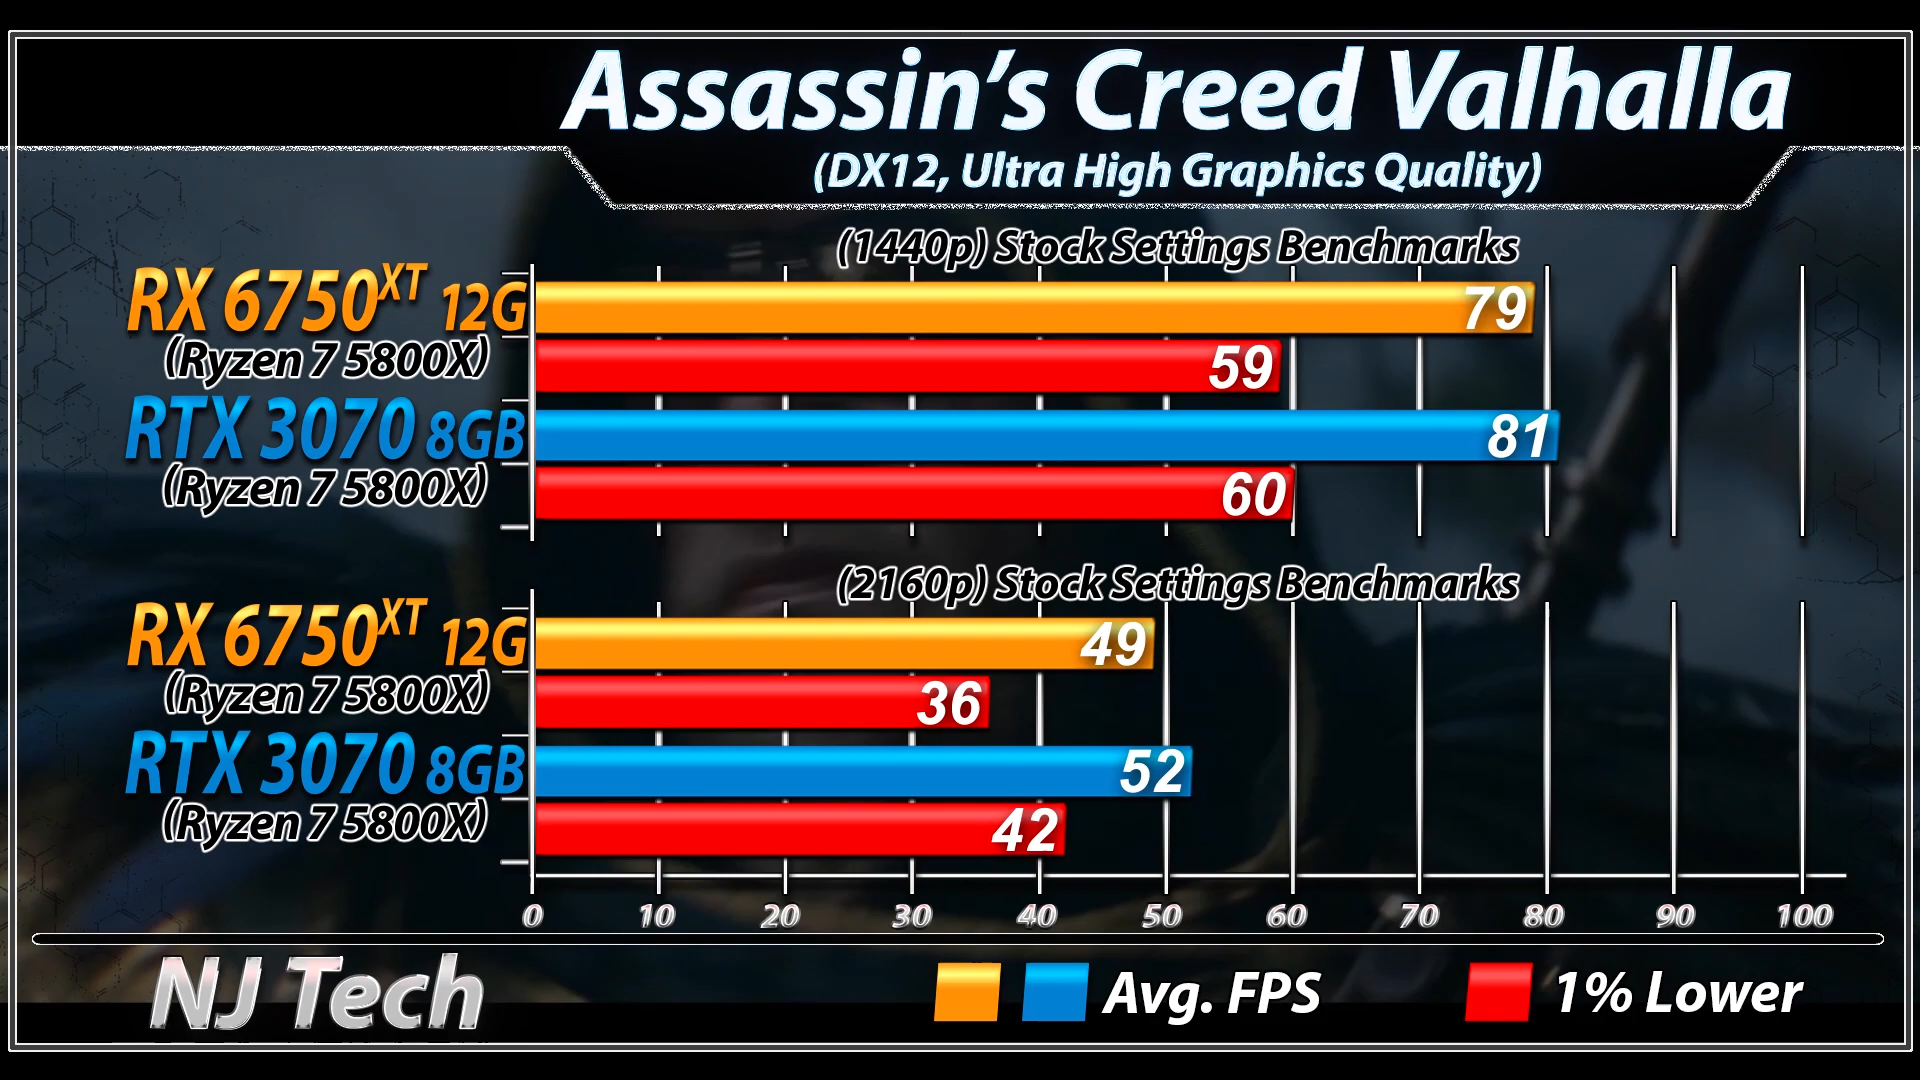 Assassin's Creed Valhalla
(DX12, Ultra High Graphics Quality)
(1440p) Stock Settings Benchmarks
RX 6750XT 12G
79
(Ryzen 7 5800X)
59
RTX 3070 8GB
81
(Ryzen 7 5800X)
60
(2160p) Stock Settings Benchmarks
RX 6750XT 12G
49
(Ryzen 7 5800X)
36
RTX 3070 8GB
52
(Ryzen 7 5800X)
42
0 10 20 30 40 50 60 70 80 90 100
NJ Tech
Avg. FPS
1% Lower